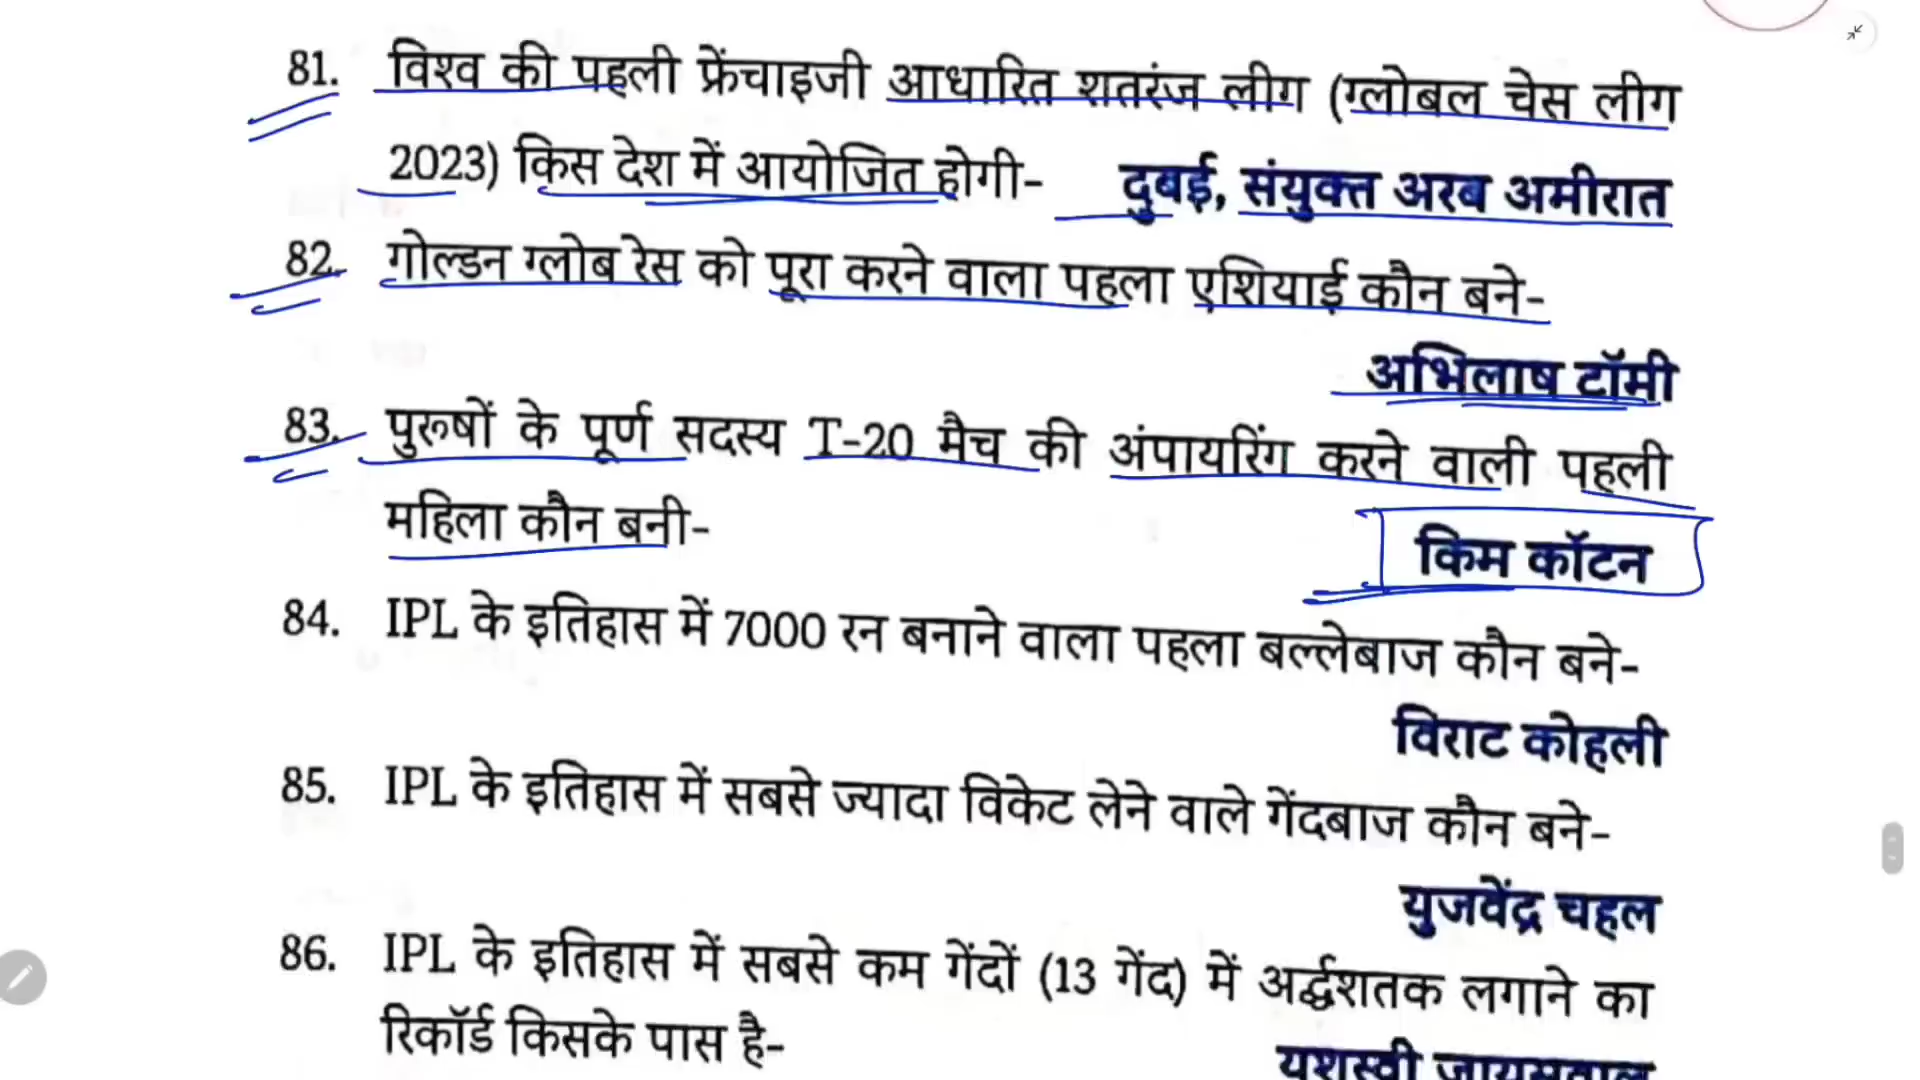 81. विश्व की पहली फ्रेंचाइजी आधारित शतरंज लीग (ग्लोबल चेस लीग
2023) किस देश में आयोजित होगी- दुबई, संयुक्त अरब अमीरात
82. गोल्डन ग्लोब रेस को पूरा करने वाला पहला एशियाई कौन बने-
अभिलाष टॉमी
83. पुरुषों के पूर्ण सदस्य T-20 मैच की अंपायरिंग करने वाली पहली
महिला कौन बनी-
किम कॉटन
84. IPL के इतिहास में 7000 रन बनाने वाला पहला बल्लेबाज कौन बने-
विराट कोहली
85. IPL के इतिहास में सबसे ज्यादा विकेट लेने वाले गेंदबाज कौन बने-
युजवेंद्र चहल
86. IPL के इतिहास में सबसे कम गेंदों (13 गेंद) में अर्द्धशतक लगाने का
रिकॉर्ड किसके पास है-
यशस्वी जायसवाल